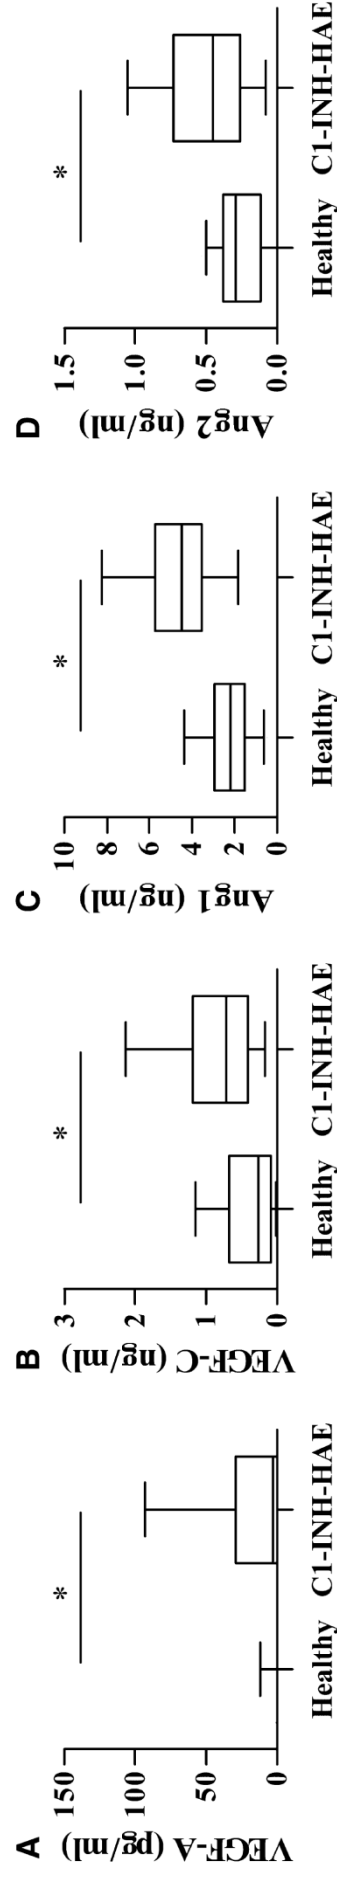 A
VEGF-A (pg/ml)
150
100
50
0
*
Healthy C1-INH-HAE
B
VEGF-C (ng/ml)
3
2
1
0
*
Healthy C1-INH-HAE
C
Ang1 (ng/ml)
10
8
6
4
2
0
*
Healthy C1-INH-HAE
D
Ang2 (ng/ml)
1.5
1.0
0.5
0.0
*
Healthy C1-INH-HAE